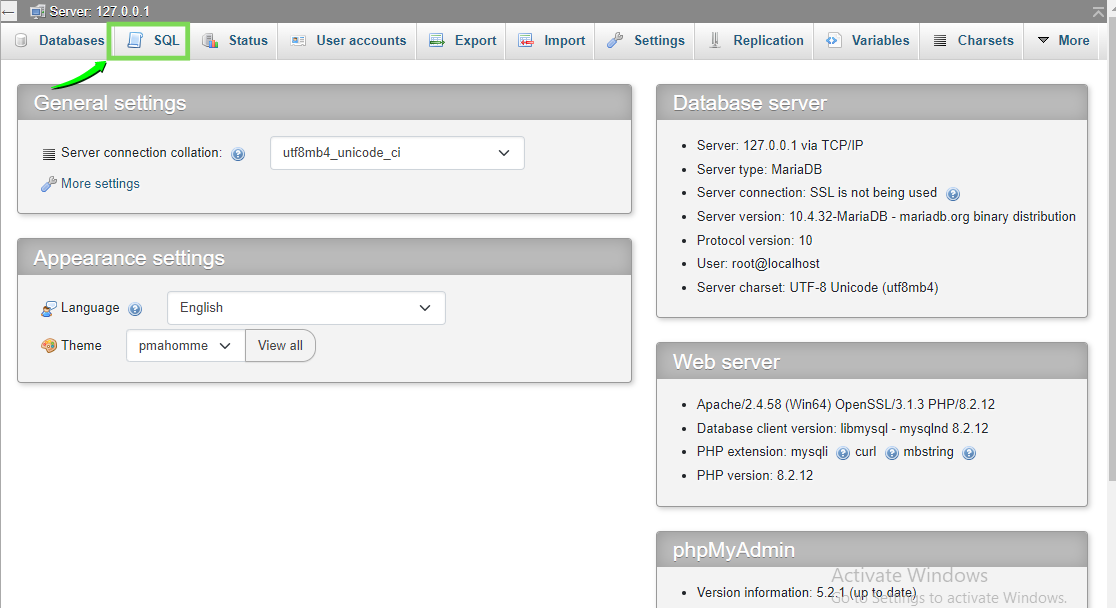 Server: 127.0.0.1
Databases SQL Status User accounts Export Import Settings Replication Variables Charsets More
General settings
Server connection collation: utf8mb4_unicode_ci
More settings
Appearance settings
Language English
Theme pmahomme View all
Database server
Server: 127.0.0.1 via TCP/IP
Server type: MariaDB
Server connection: SSL is not being used
Server version: 10.4.32-MariaDB - mariadb.org binary distribution
Protocol version: 10
User: root@localhost
Server charset: UTF-8 Unicode (utf8mb4)
Web server
Apache/2.4.58 (Win64) OpenSSL/3.1.3 PHP/8.2.12
Database client version: libmysql - mysqlnd 8.2.12
PHP extension: mysqli curl mbstring
PHP version: 8.2.12
phpMyAdmin
Version information: 5.2.1 (up to date)
Activate Windows
Go to Settings to activate Windows.